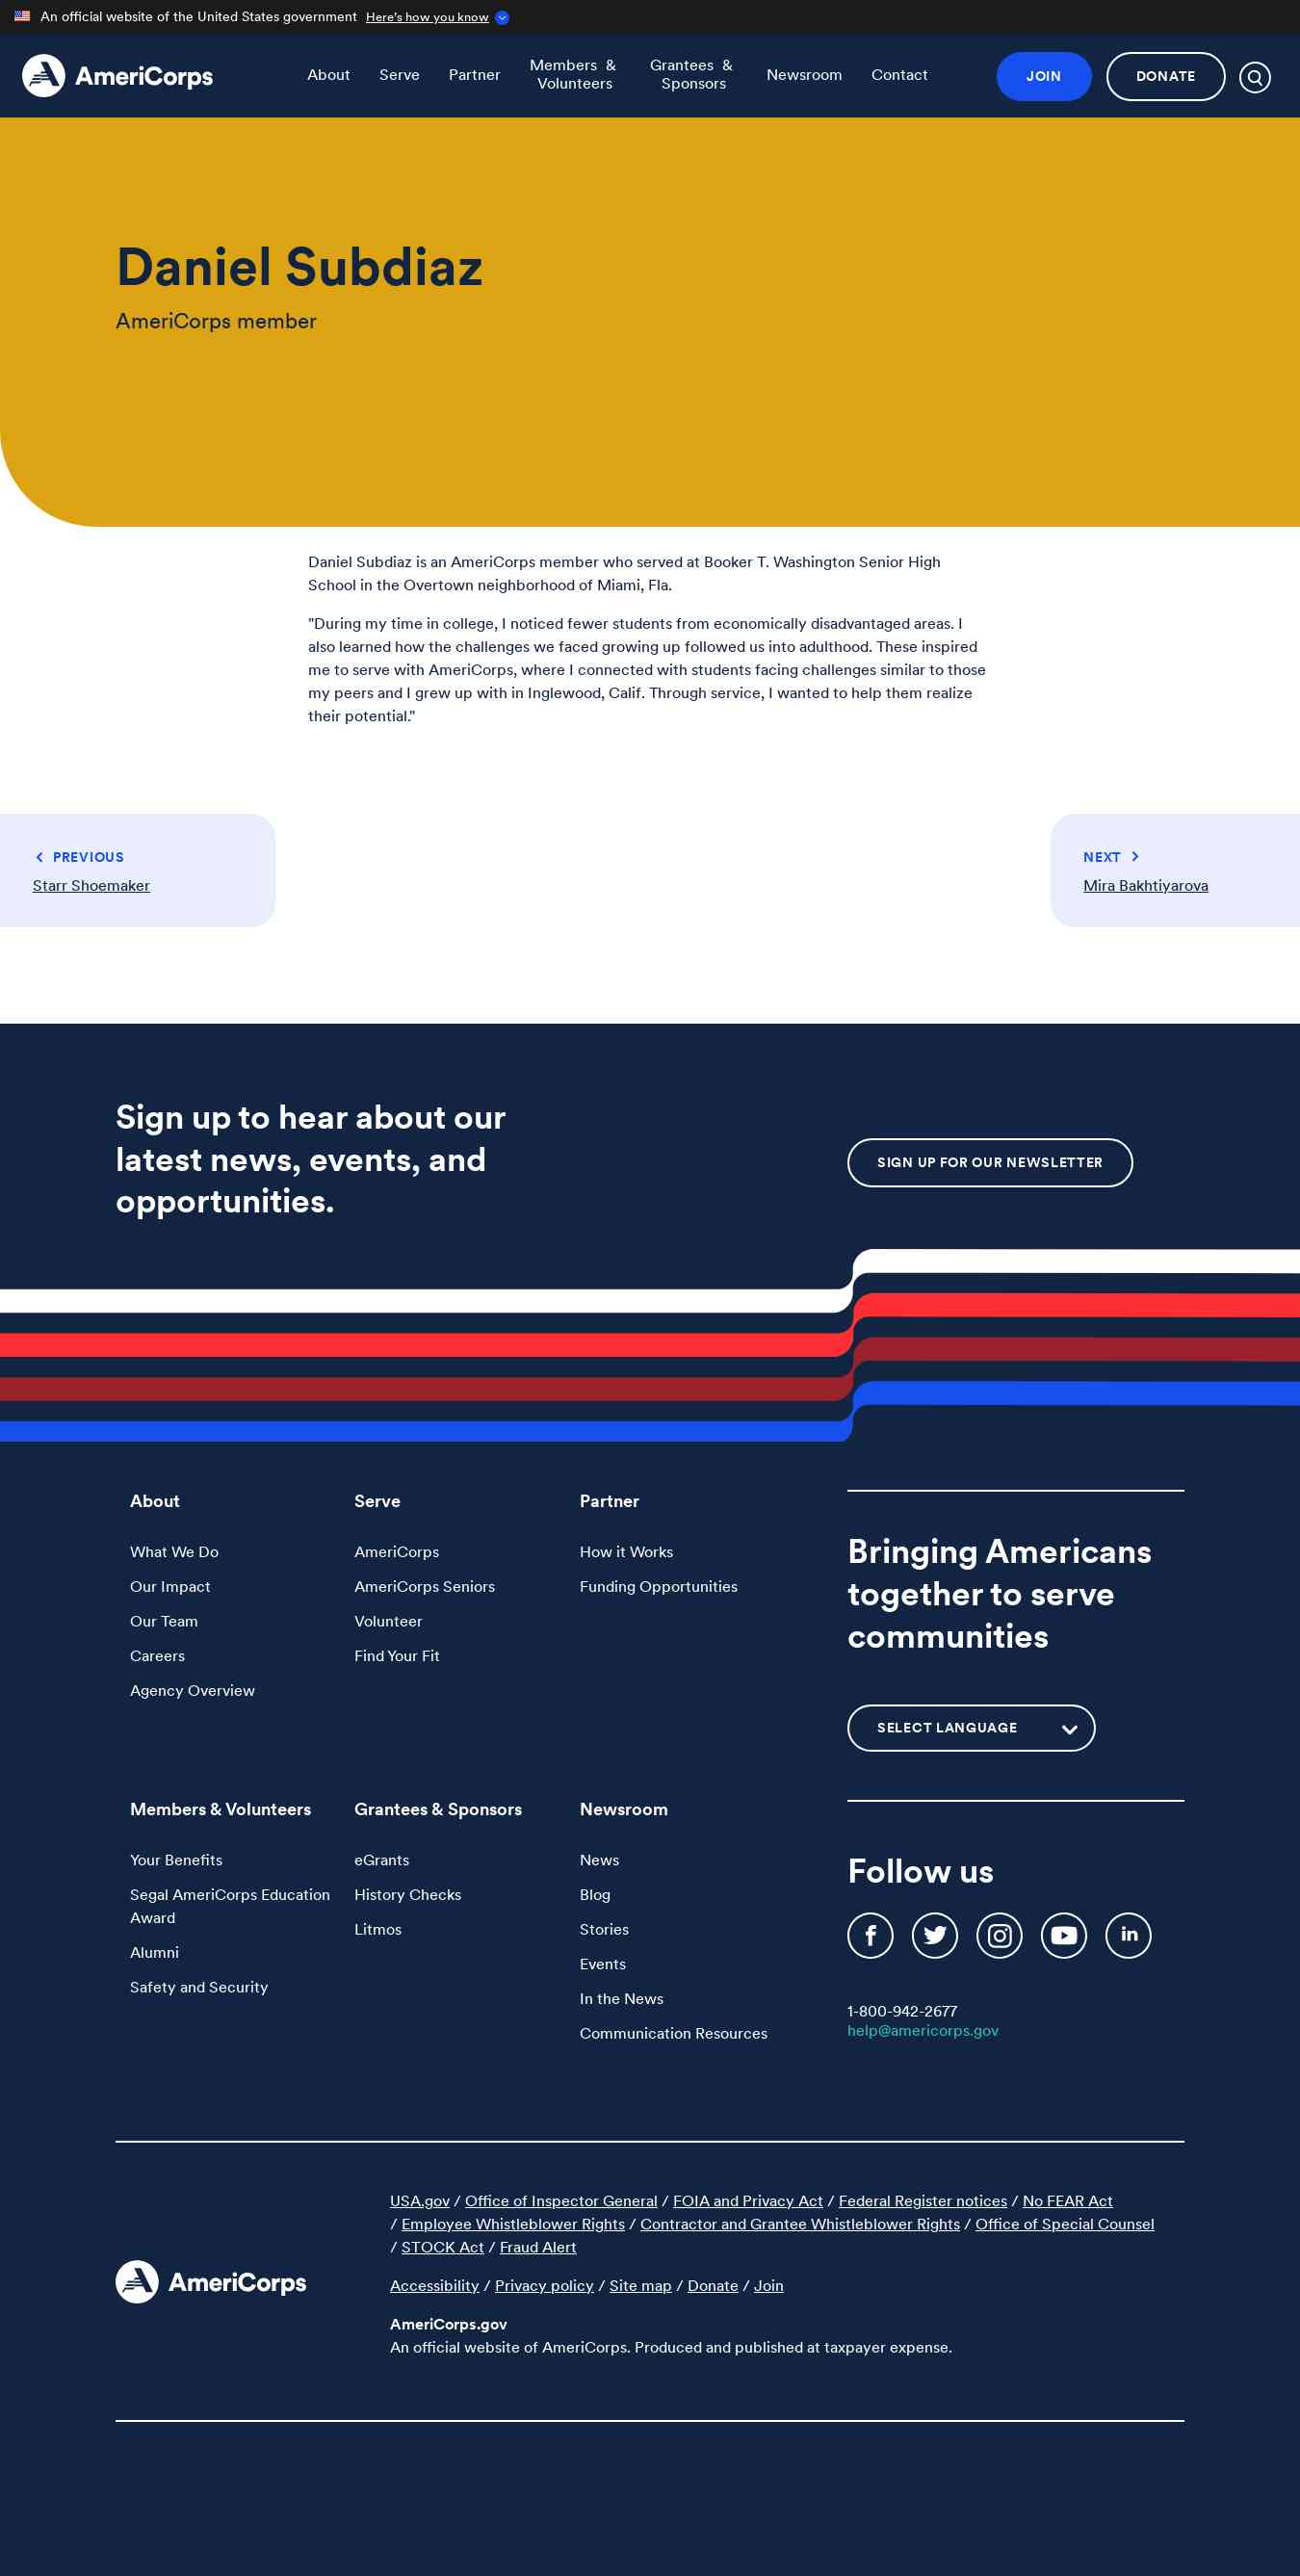 An official website of the United States government Here's how you know
AmeriCorps
About Serve Partner Members & Volunteers Grantees & Sponsors Newsroom Contact
JOIN DONATE
Daniel Subdiaz
AmeriCorps member
Daniel Subdiaz is an AmeriCorps member who served at Booker T. Washington Senior High
School in the Overtown neighborhood of Miami, Fla.
"During my time in college, I noticed fewer students from economically disadvantaged areas. I
also learned how the challenges we faced growing up followed us into adulthood. These inspired
me to serve with AmeriCorps, where I connected with students facing challenges similar to those
my peers and I grew up with in Inglewood, Calif. Through service, I wanted to help them realize
their potential."
PREVIOUS
Starr Shoemaker
NEXT
Mira Bakhtiyarova
Sign up to hear about our
latest news, events, and
opportunities.
SIGN UP FOR OUR NEWSLETTER
About
What We Do
Our Impact
Our Team
Careers
Agency Overview
Serve
AmeriCorps
AmeriCorps Seniors
Volunteer
Find Your Fit
Partner
How it Works
Funding Opportunities
Bringing Americans
together to serve
communities
SELECT LANGUAGE
Members & Volunteers
Your Benefits
Segal AmeriCorps Education
Award
Alumni
Safety and Security
Grantees & Sponsors
eGrants
History Checks
Litmos
Newsroom
News
Blog
Stories
Events
In the News
Communication Resources
Follow us
1-800-942-2677
help@americorps.gov
AmeriCorps
USA.gov / Office of Inspector General / FOIA and Privacy Act / Federal Register notices / No FEAR Act
/ Employee Whistleblower Rights / Contractor and Grantee Whistleblower Rights / Office of Special Counsel
/ STOCK Act / Fraud Alert
Accessibility / Privacy policy / Site map / Donate / Join
AmeriCorps.gov
An official website of AmeriCorps. Produced and published at taxpayer expense.